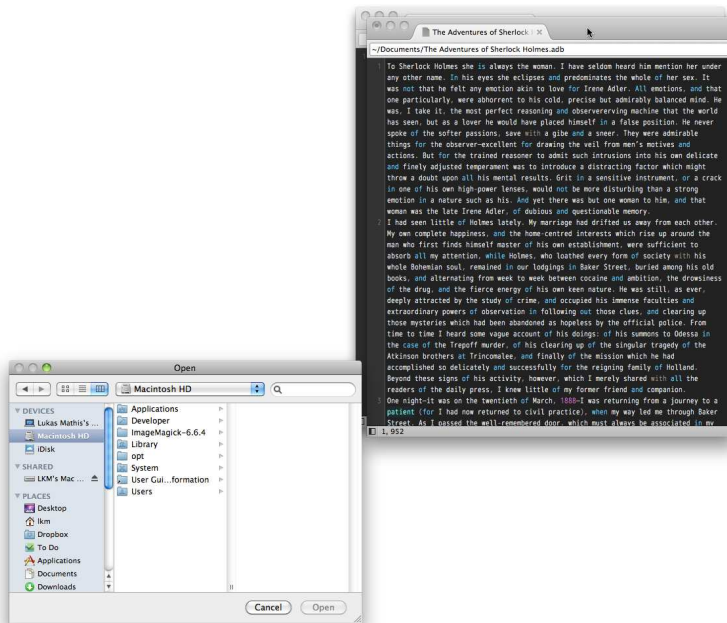 The Adventures of Sherlock
~/Documents/The Adventures of Sherlock Holmes.adb
1 To Sherlock Holmes she is always the woman. I have seldom heard him mention her under
any other name. In his eyes she eclipses and predominates the whole of her sex. It
was not that he felt any emotion akin to love for Irene Adler. All emotions, and that
one particularly, were abhorrent to his cold, precise but admirably balanced mind. He
was, I take it, the most perfect reasoning and obsererverving machine that the world
has seen, but as a lover he would have placed himself in a false position. He never
spoke of the softer passions, save with a gibe and a sneer. They were admirable
things for the observer—excellent for drawing the veil from men's motives and
actions. But for the trained reasoner to admit such intrusions into his own delicate
and finely adjusted temperament was to introduce a distracting factor which might
throw a doubt upon all his mental results. Grit in a sensitive instrument, or a crack
in one of his own high-power lenses, would not be more disturbing than a strong
emotion in a nature such as his. And yet there was but one woman to him, and that
woman was the late Irene Adler, of dubious and questionable memory.
2 I had seen little of Holmes lately. My marriage had drifted us away from each other.
My own complete happiness, and the home-centred interests which rise up around the
man who first finds himself master of his own establishment, were sufficient to
absorb all my attention, while Holmes, who loathed every form of society with his
whole Bohemian soul, remained in our lodgings in Baker Street, buried among his old
books, and alternating from week to week between cocaine and ambition, the drowsiness
of the drug, and the fierce energy of his own keen nature. He was still, as ever,
deeply attracted by the study of crime, and occupied his immense faculties and
extraordinary powers of observation in following out those clues, and clearing up
those mysteries which had been abandoned as hopeless by the official police. From
time to time I heard some vague account of his doings: of his summons to Odessa in
the case of the Trepoff murder, of his clearing up of the singular tragedy of the
Atkinson brothers at Trincomalee, and finally of the mission which he had
accomplished so delicately and successfully for the reigning family of Holland.
Beyond these signs of his activity, however, which I merely shared with all the
readers of the daily press, I knew little of my former friend and companion.
3 One night—it was on the twentieth of March, 1888—I was returning from a journey to a
patient (for I had now returned to civil practice), when my way led me through Baker
Street. As I passed the well-remembered door, which must always be associated in my
1, 952
Open
Macintosh HD
DEVICES
Lukas Mathis's ...
Macintosh HD
iDisk
SHARED
LKM's Mac ...
PLACES
Desktop
lkm
Dropbox
To Do
Applications
Documents
Downloads
Applications
Developer
ImageMagick-6.6.4
Library
opt
System
User Gui...formation
Users
Cancel
Open